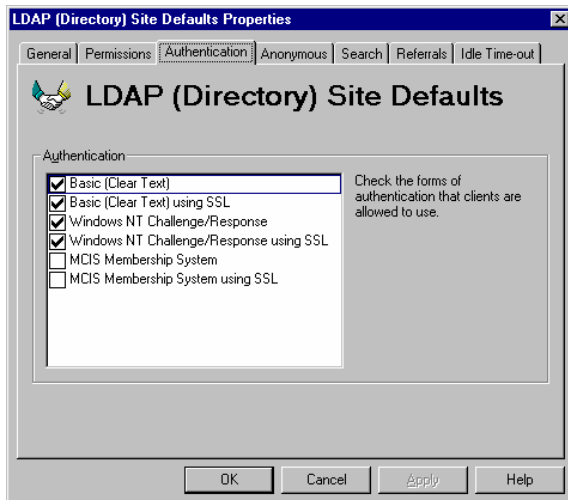 LDAP (Directory) Site Defaults Properties
General Permissions Authentication Anonymous Search Referrals Idle Time-out
LDAP (Directory) Site Defaults
Authentication
Basic (Clear Text)
Basic (Clear Text) using SSL
Windows NT Challenge/Response
Windows NT Challenge/Response using SSL
MCIS Membership System
MCIS Membership System using SSL
Check the forms of
authentication that clients are
allowed to use.
OK Cancel Apply Help